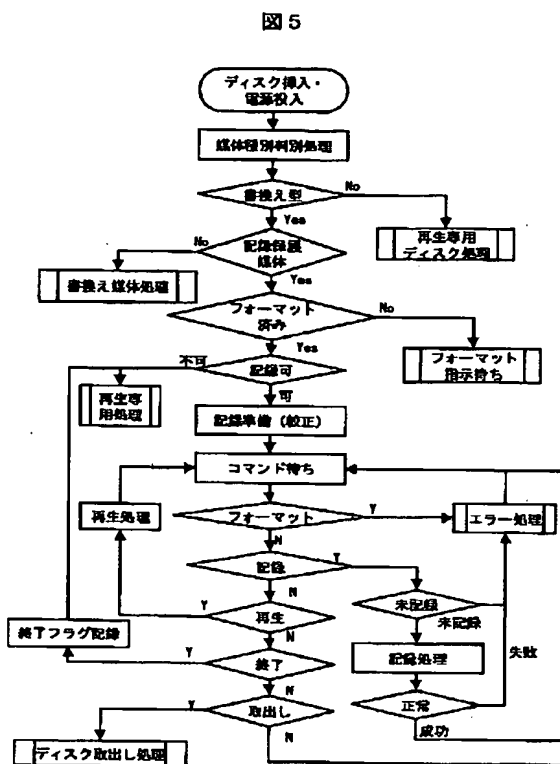 図５
ディスク挿入・
電源投入
媒体種別判別処理
書換え型
No
Yes
再生専用
ディスク処理
記録保護
媒体
No
Yes
書換え媒体処理
フォーマット
済み
No
Yes
フォーマット
指示待ち
記録可
不可
可
再生専
用処理
記録準備（較正）
コマンド待ち
再生処理
フォーマット
Y
エラー処理
N
記録
Y
N
未記録
未記録
再生
Y
N
終了フラグ記録
記録処理
失敗
終了
Y
N
正常
成功
取出し
Y
N
ディスク取出し処理